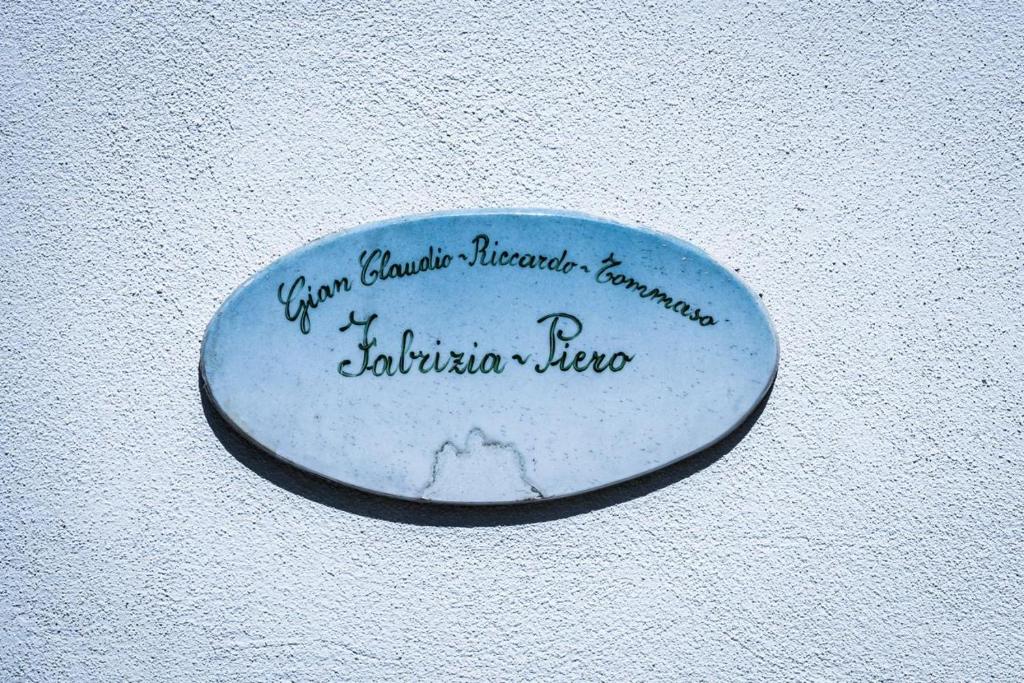 Gian Claudio ~ Riccardo ~ Tommaso
Fabrizia ~ Piero